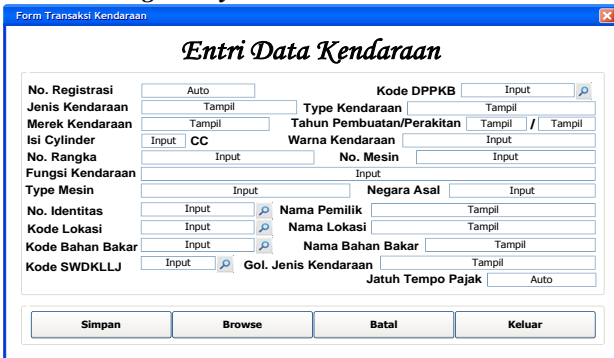 Form Transaksi Kendaraan
Entri Data Kendaraan
No. Registrasi Auto Kode DPPKB Input
Jenis Kendaraan Tampil Type Kendaraan Tampil
Merek Kendaraan Tampil Tahun Pembuatan/Perakitan Tampil / Tampil
Isi Cylinder Input CC Warna Kendaraan Input
No. Rangka Input No. Mesin Input
Fungsi Kendaraan Input
Type Mesin Input Negara Asal Input
No. Identitas Input Nama Pemilik Tampil
Kode Lokasi Input Nama Lokasi Tampil
Kode Bahan Bakar Input Nama Bahan Bakar Tampil
Kode SWDKLLJ Input Gol. Jenis Kendaraan Tampil
Jatuh Tempo Pajak Auto
Simpan Browse Batal Keluar